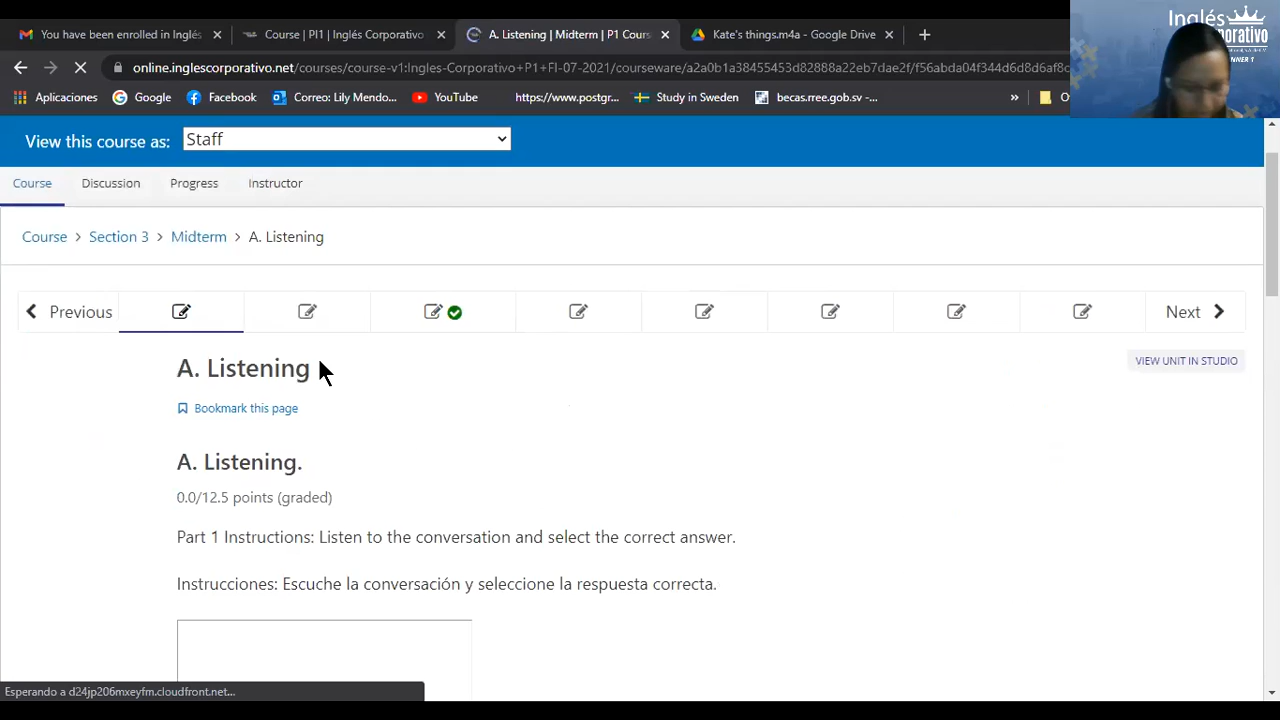 You have been enrolled in Inglés
Course | PI1 | Inglés Corporativo
A. Listening | Midterm | P1 Cours
Kate's things.m4a - Google Drive
Inglés
Corporativo
NNER 1
online.inglescorporativo.net/courses/course-v1:Ingles-Corporativo+P1+I-07-2021/courseware/a2a0b1a38455453d8d88a22eb7dae2f/f56abda04f344d6d8d6af8c
Aplicaciones
Google
Facebook
Correo: Lily Mendo...
YouTube
https://www.postgr...
Study in Sweden
becas.rree.gob.sv -...
»
View this course as:
Staff
Course
Discussion
Progress
Instructor
Course > Section 3 > Midterm > A. Listening
Previous
Next
A. Listening
VIEW UNIT IN STUDIO
Bookmark this page
A. Listening.
0.0/12.5 points (graded)
Part 1 Instructions: Listen to the conversation and select the correct answer.
Instrucciones: Escuche la conversación y seleccione la respuesta correcta.
Esperando a d24jp206mxeyfm.cloudfront.net...